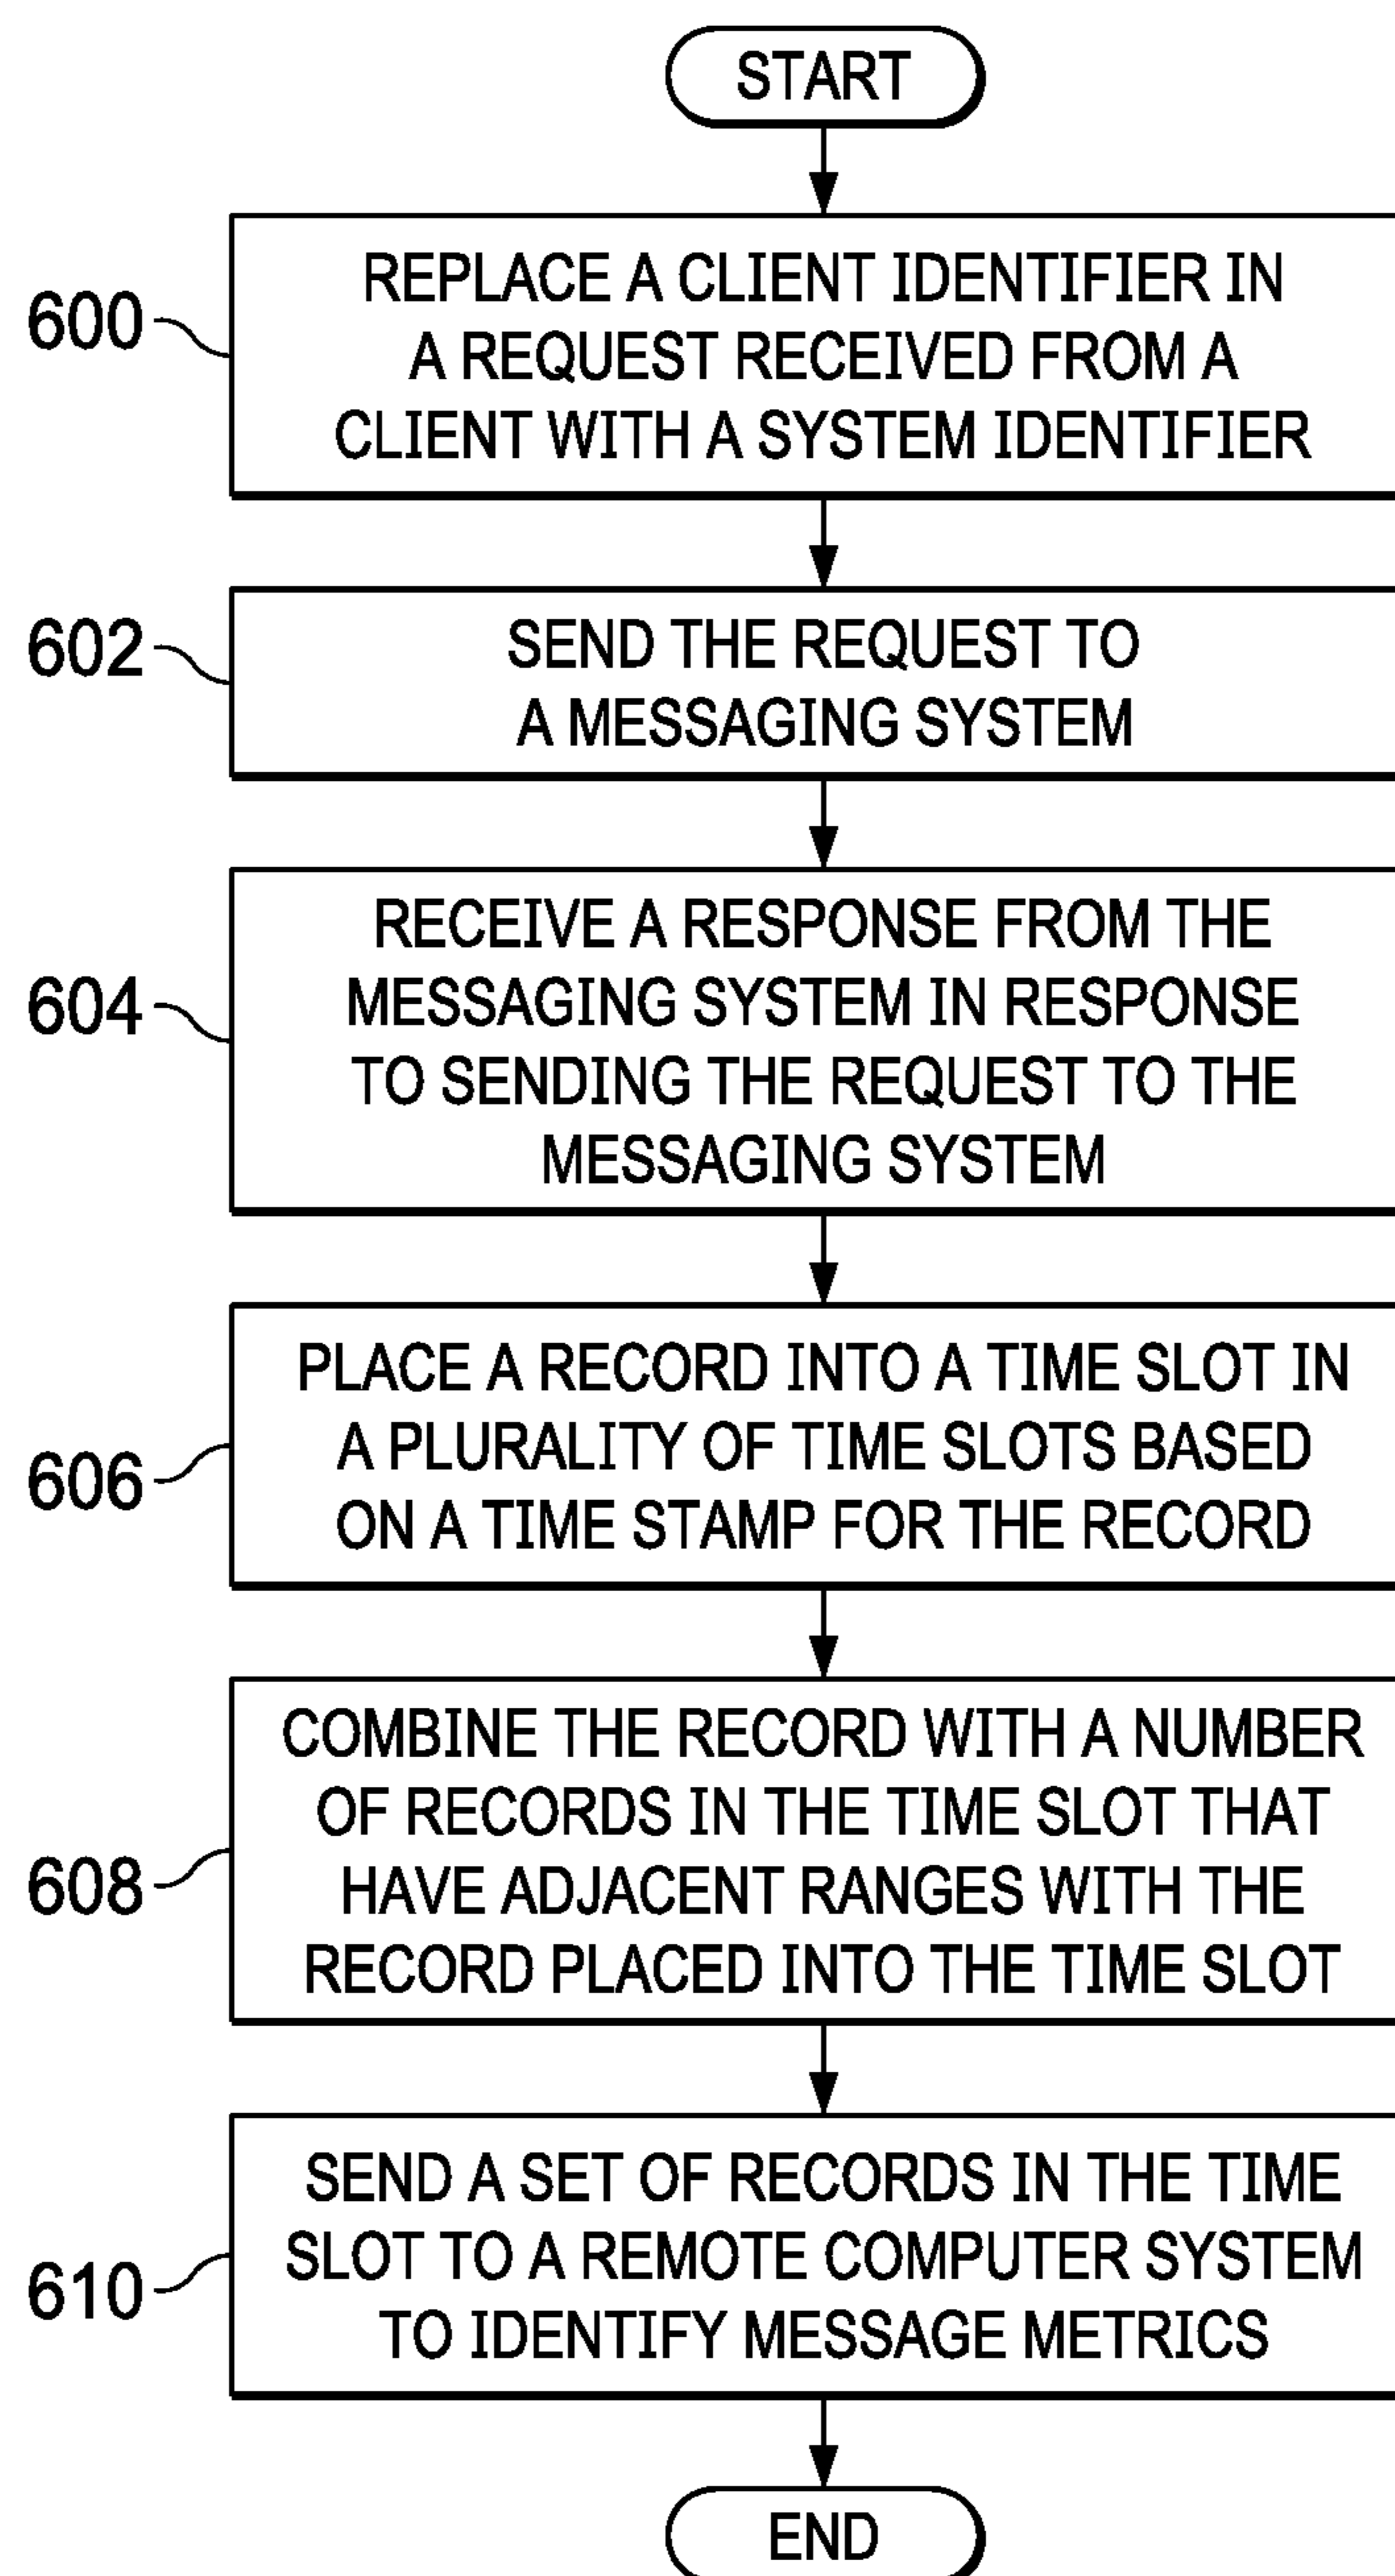 START
600
REPLACE A CLIENT IDENTIFIER IN
A REQUEST RECEIVED FROM A
CLIENT WITH A SYSTEM IDENTIFIER
602
SEND THE REQUEST TO
A MESSAGING SYSTEM
604
RECEIVE A RESPONSE FROM THE
MESSAGING SYSTEM IN RESPONSE
TO SENDING THE REQUEST TO THE
MESSAGING SYSTEM
606
PLACE A RECORD INTO A TIME SLOT IN
A PLURALITY OF TIME SLOTS BASED
ON A TIME STAMP FOR THE RECORD
608
COMBINE THE RECORD WITH A NUMBER
OF RECORDS IN THE TIME SLOT THAT
HAVE ADJACENT RANGES WITH THE
RECORD PLACED INTO THE TIME SLOT
610
SEND A SET OF RECORDS IN THE TIME
SLOT TO A REMOTE COMPUTER SYSTEM
TO IDENTIFY MESSAGE METRICS
END